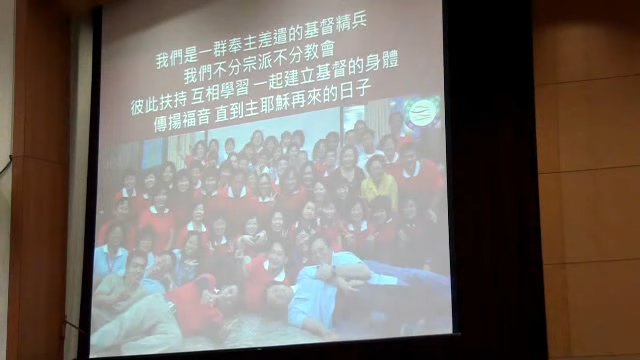 我們是一群奉主差遣的基督精兵
我們不分宗派不分教會
彼此扶持 互相學習 一起建立基督的身體
傳揚福音 直到主耶穌再來的日子